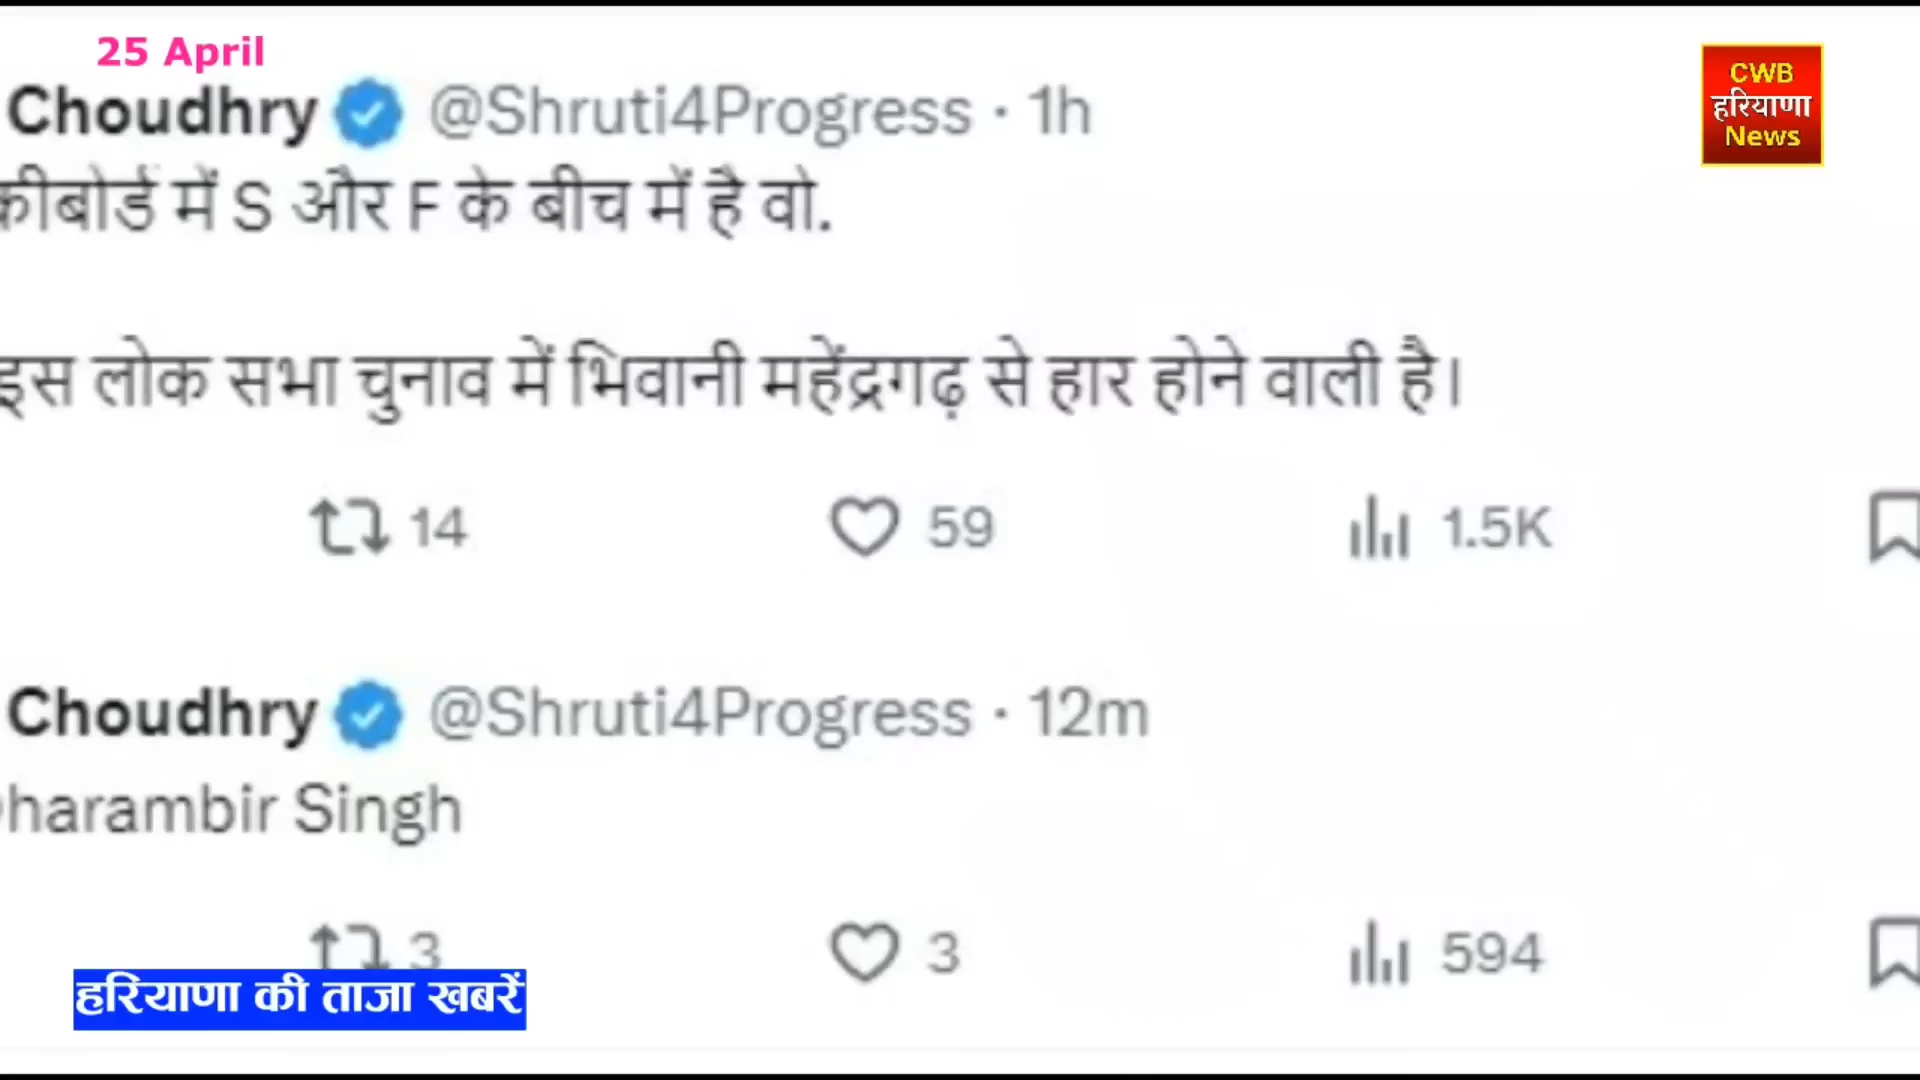 25 April
CWB
हरियाणा
News
Choudhry @Shruti4Progress · 1h
कीबोर्ड में S और F के बीच में है वो.
इस लोक सभा चुनाव में भिवानी महेंद्रगढ़ से हार होने वाली है।
14 59 1.5K
Choudhry @Shruti4Progress · 12m
harambir Singh
3 3 594
हरियाणा की ताजा खबरें